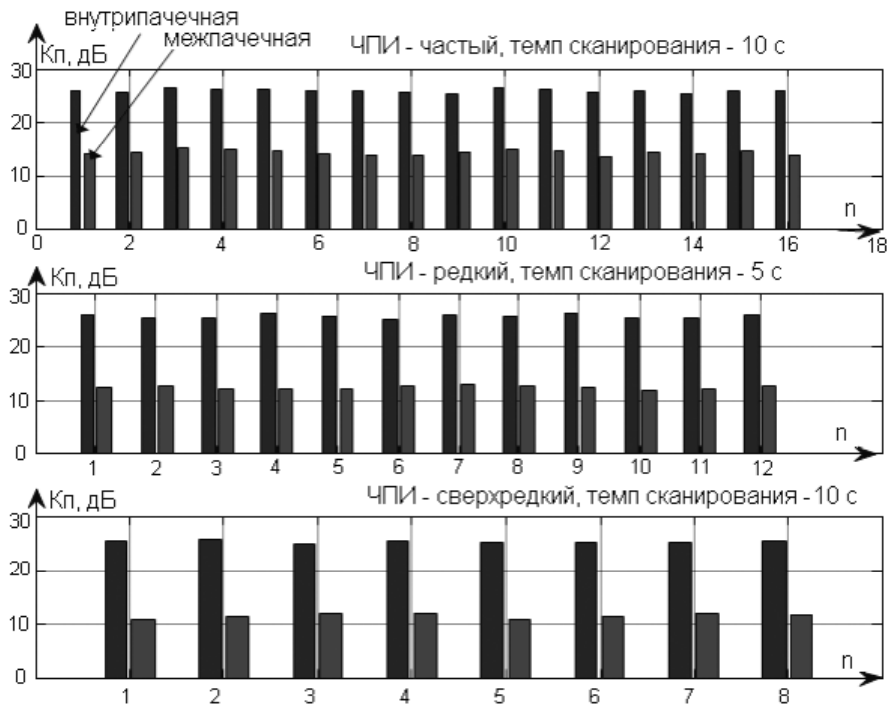 внутрипачечная
межпачечная
Кп, дБ
ЧПИ - частый, темп сканирования - 10 с
30
20
10
0
n
0 2 4 6 8 10 12 14 16 18
Кп, дБ
ЧПИ - редкий, темп сканирования - 5 с
30
20
10
0
n
1 2 3 4 5 6 7 8 9 10 11 12
Кп, дБ
ЧПИ - сверхредкий, темп сканирования - 10 с
30
20
10
0
n
1 2 3 4 5 6 7 8